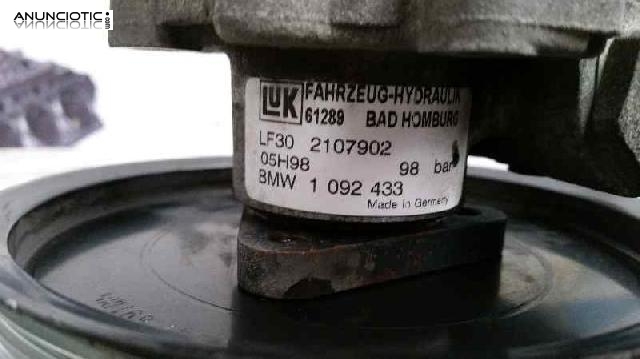 ANUNCIOTIC.com
LUK FAHRZEUG-HYDRAULIK
61289 BAD HOMBURG
LF30 2107902
05H98 98 bar
BMW 1 092 433
Made in Germany